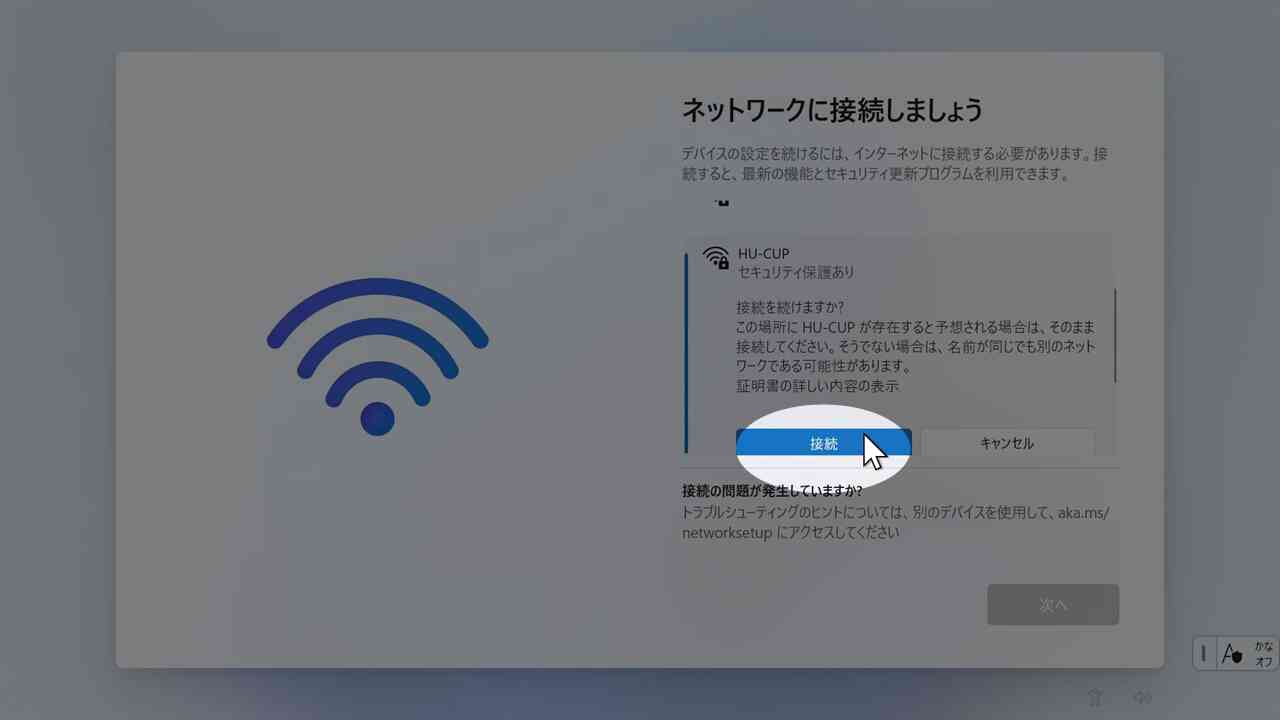 ネットワークに接続しましょう
デバイスの設定を続けるには、インターネットに接続する必要があります。接
続すると、最新の機能とセキュリティ更新プログラムを利用できます。
HU-CUP
セキュリティ保護あり
接続を続けますか?
この場所に HU-CUP が存在すると予想される場合は、そのまま
接続してください。そうでない場合は、名前が同じでも別のネット
ワークである可能性があります。
証明書の詳しい内容の表示
接続
キャンセル
接続の問題が発生していますか?
トラブルシューティングのヒントについては、別のデバイスを使用して、aka.ms/
networksetup にアクセスしてください
次へ
A
かな
オフ